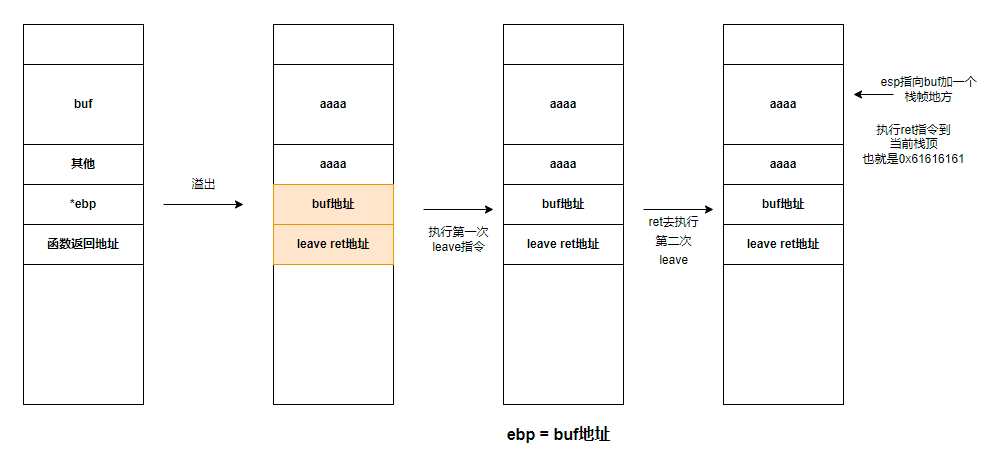 buf
其他
*ebp
函数返回地址
溢出
aaaa
aaaa
buf地址
leave ret地址
执行第一次
leave指令
aaaa
aaaa
buf地址
leave ret地址
ret去执行
第二次
leave
aaaa
aaaa
buf地址
leave ret地址
esp指向buf加一个
栈帧地方
执行ret指令到
当前栈顶
也就是0x61616161
ebp = buf地址